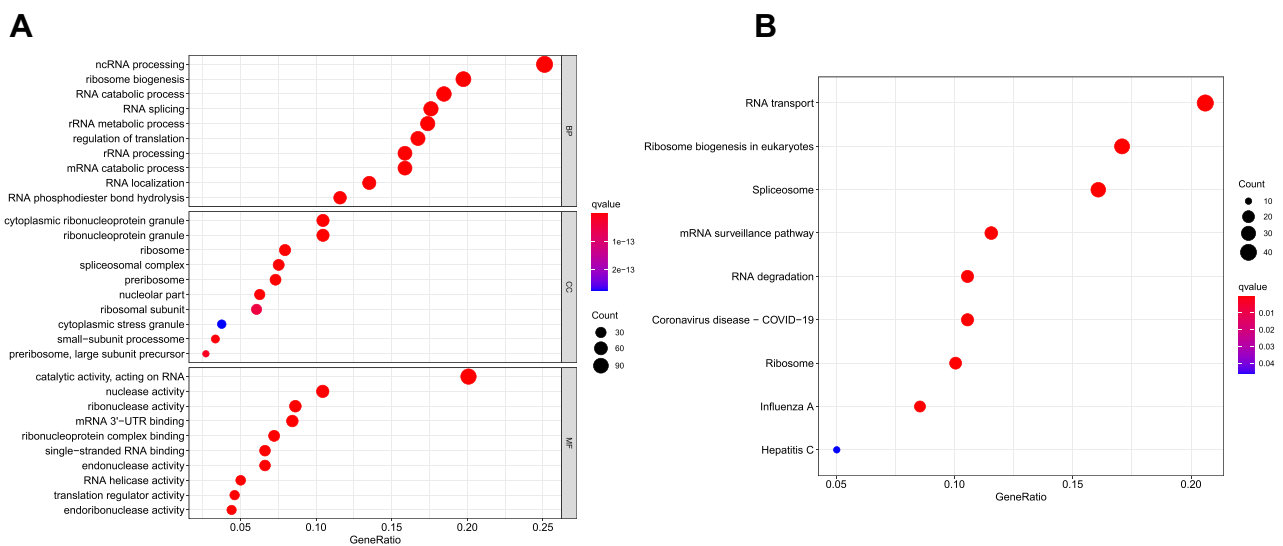 A
ncRNA processing
ribosome biogenesis
RNA catabolic process
RNA splicing
rRNA metabolic process
regulation of translation
rRNA processing
mRNA catabolic process
RNA localization
RNA phosphodiester bond hydrolysis
BP
cytoplasmic ribonucleoprotein granule
ribonucleoprotein granule
ribosome
spliceosomal complex
preribosome
nucleolar part
ribosomal subunit
cytoplasmic stress granule
small−subunit processome
preribosome, large subunit precursor
CC
catalytic activity, acting on RNA
nuclease activity
ribonuclease activity
mRNA 3'−UTR binding
ribonucleoprotein complex binding
single−stranded RNA binding
endonuclease activity
RNA helicase activity
translation regulator activity
endoribonuclease activity
MF
0.05 0.10 0.15 0.20 0.25
GeneRatio
qvalue
1e−13
2e−13
Count
30
60
90
B
RNA transport
Ribosome biogenesis in eukaryotes
Spliceosome
mRNA surveillance pathway
RNA degradation
Coronavirus disease − COVID−19
Ribosome
Influenza A
Hepatitis C
0.05 0.10 0.15 0.20
GeneRatio
Count
10
20
30
40
qvalue
0.01
0.02
0.03
0.04